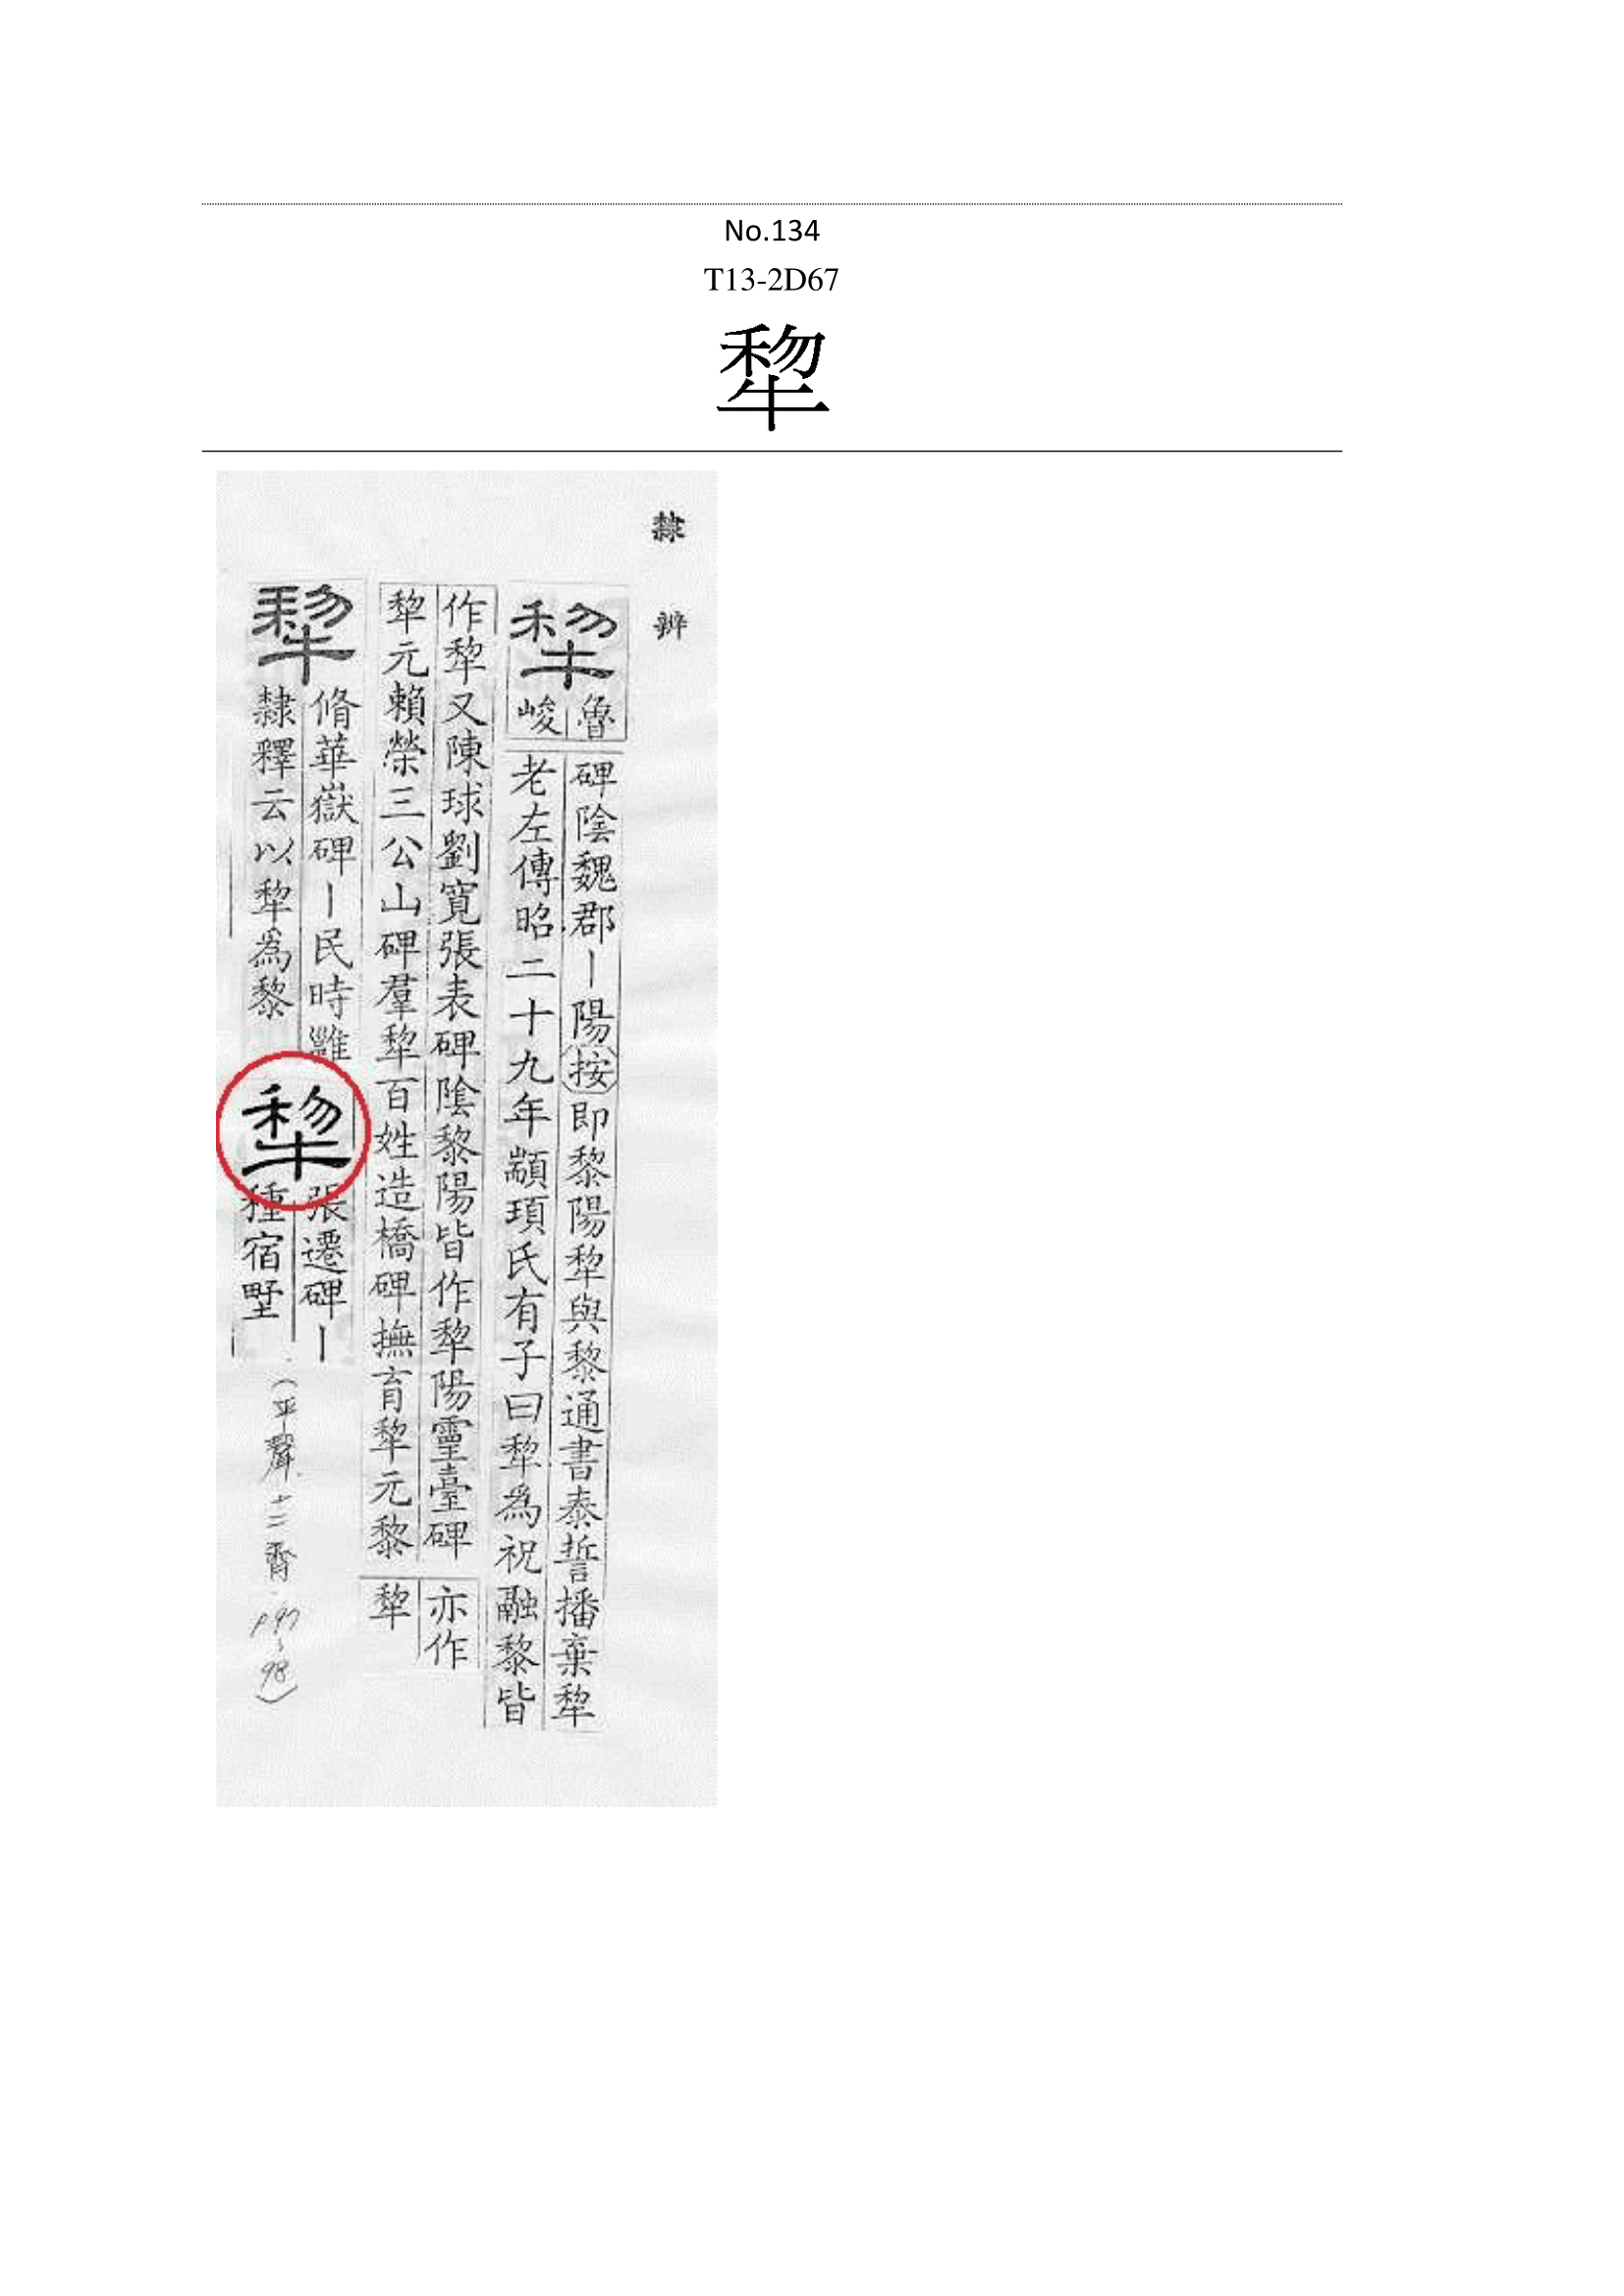 No.134
T13-2D67
犂
隸辨
犂 魯峻
碑陰魏郡丨陽按即黎陽犂與黎通書泰誓播棄犂
老左傳昭二十九年顓頊氏有子曰犂為祝融黎皆
作犂又陳球劉寬張表碑陰黎陽皆作犂陽靈臺碑
犂元賴榮三公山碑羣犂百姓造橋碑撫育犂元黎
亦作
犂
犂
脩華嶽碑丨民時雝
隸釋云以犂為黎
犂
張遷碑丨
種宿墅
(平聲十二齊 p.97~98)